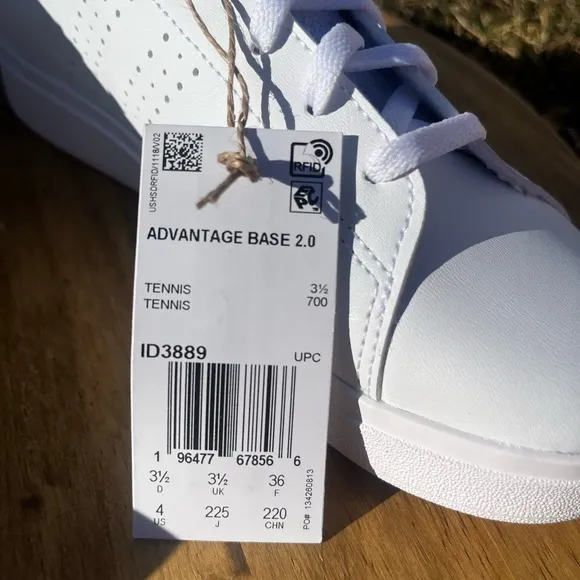 USHSDRFID/1118/V02
RFID
ADVANTAGE BASE 2.0
TENNIS 3½
TENNIS 700
ID3889 UPC
1 96477 67856 6
3½ 3½ 36
D UK F
4 225 220
US J CHN
PO# 134260813